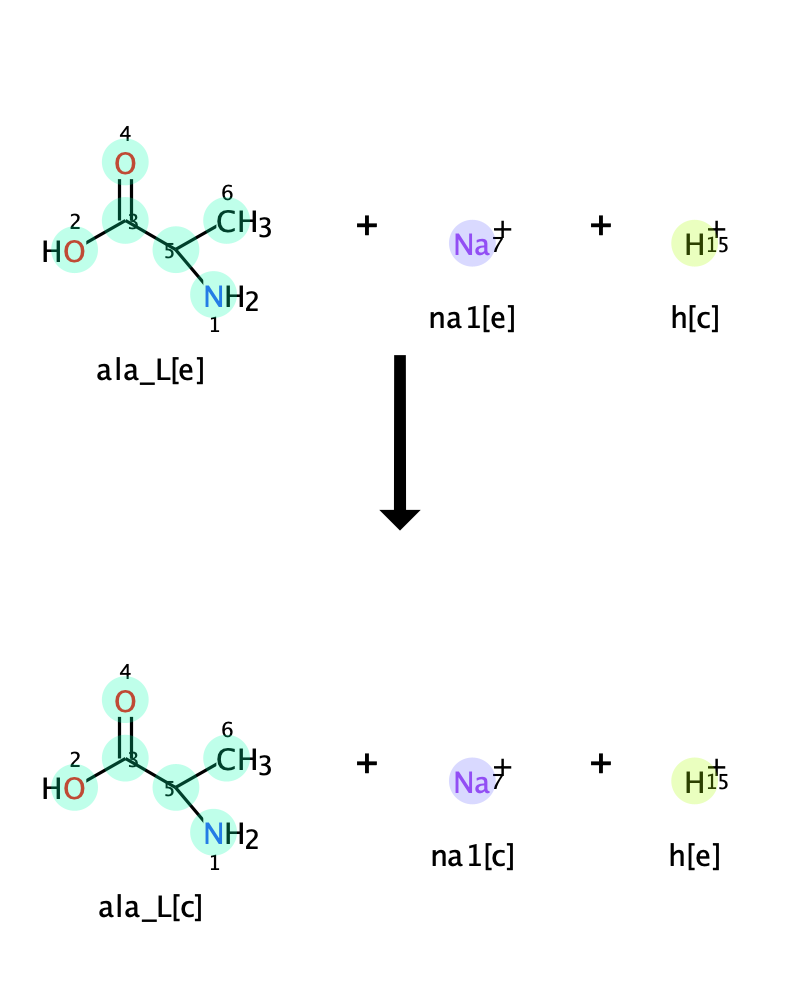 4
O
6
2
3
CH3
+
Na+
7
+
H+
15
HO
5
NH2
1
na1[e]
h[c]
ala_L[e]
4
O
6
2
3
CH3
+
Na+
7
+
H+
15
HO
5
NH2
1
na1[c]
h[e]
ala_L[c]